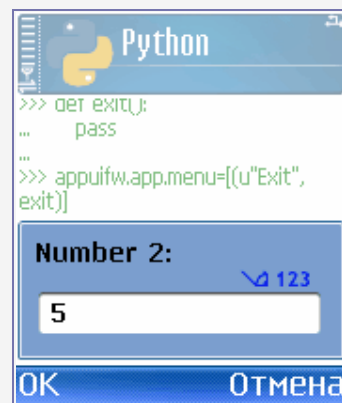 Python
>>> def exit():
... pass
...
>>> appuifw.app.menu=[(u"Exit",
exit)]
Number 2:
123
5
OK Отмена